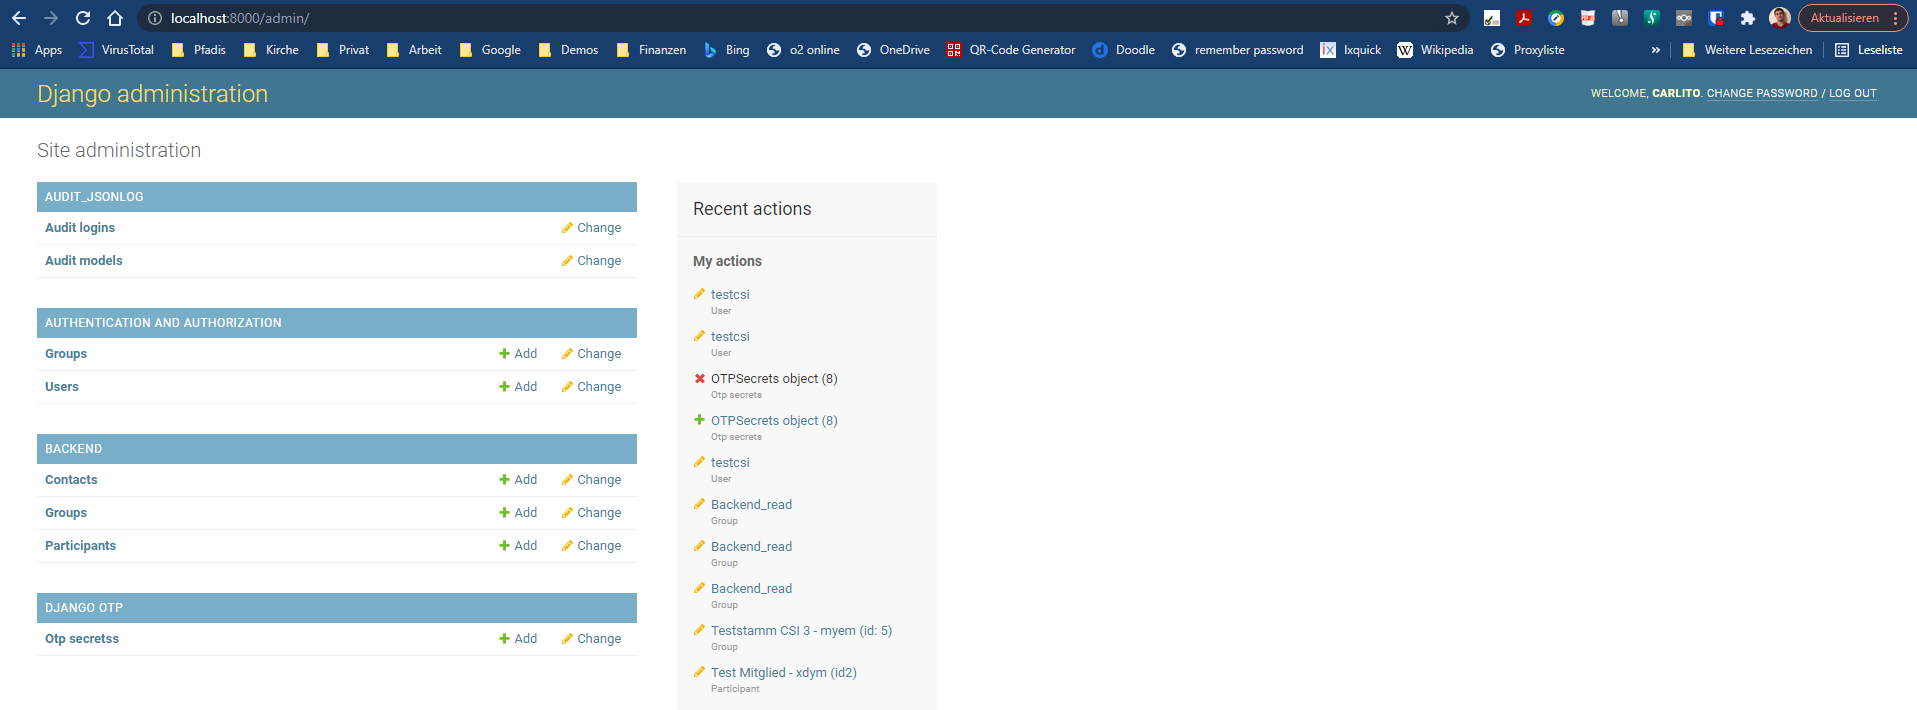 localhost:8000/admin/
Aktualisieren
Apps VirusTotal Pfadis Kirche Privat Arbeit Google Demos Finanzen Bing o2 online OneDrive QR-Code Generator Doodle remember password Ixquick Wikipedia Proxyliste » Weitere Lesezeichen Leseliste
Django administration
WELCOME, CARLITO. CHANGE PASSWORD / LOG OUT
Site administration
AUDIT_JSONLOG
Audit logins Change
Audit models Change
AUTHENTICATION AND AUTHORIZATION
Groups Add Change
Users Add Change
BACKEND
Contacts Add Change
Groups Add Change
Participants Add Change
DJANGO OTP
Otp secretss Add Change
Recent actions
My actions
testcsi
User
testcsi
User
OTPSecrets object (8)
Otp secrets
OTPSecrets object (8)
Otp secrets
testcsi
User
Backend_read
Group
Backend_read
Group
Backend_read
Group
Teststamm CSI 3 - myem (id: 5)
Group
Test Mitglied - xdym (id2)
Participant